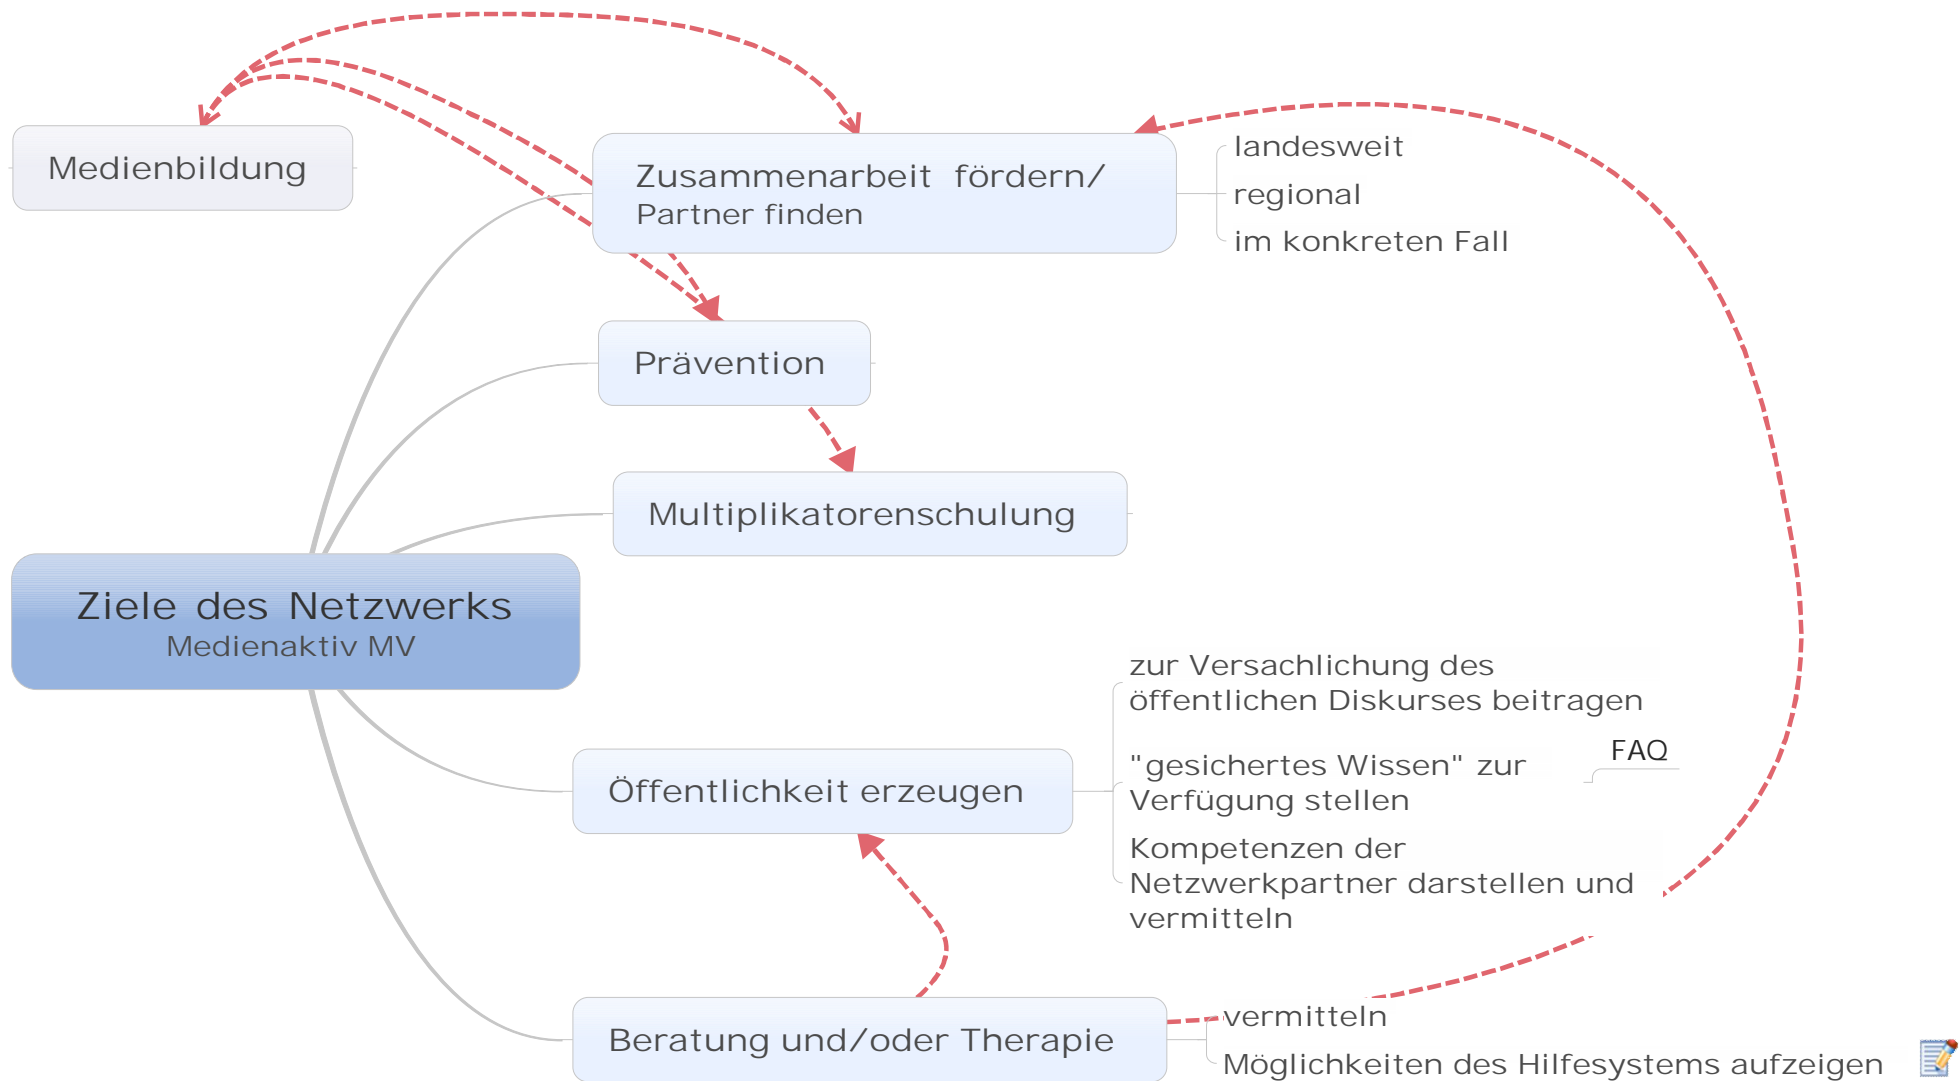 Medienbildung
Zusammenarbeit fördern/
Partner finden
landesweit
regional
im konkreten Fall
Prävention
Multiplikatorenschulung
Ziele des Netzwerks
Medienaktiv MV
Öffentlichkeit erzeugen
zur Versachlichung des
öffentlichen Diskurses beitragen
"gesichertes Wissen" zur
Verfügung stellen
FAQ
Kompetenzen der
Netzwerkpartner darstellen und
vermitteln
Beratung und/oder Therapie
vermitteln
Möglichkeiten des Hilfesystems aufzeigen